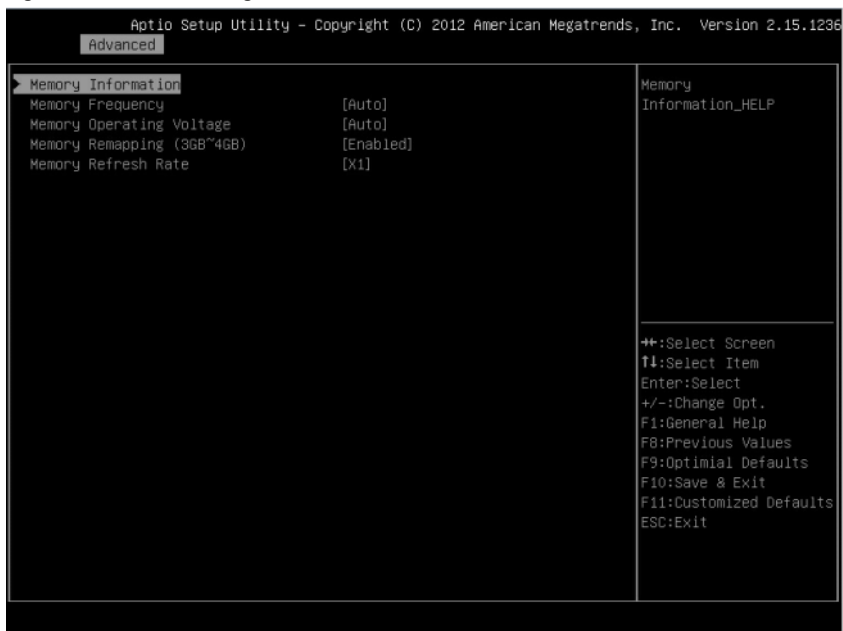 Aptio Setup Utility – Copyright (C) 2012 American Megatrends, Inc. Version 2.15.1236
Advanced
Memory Information
Memory Frequency [Auto]
Memory Operating Voltage [Auto]
Memory Remapping (3GB~4GB) [Enabled]
Memory Refresh Rate [X1]
Memory
Information_HELP
→←:Select Screen
↑↓:Select Item
Enter:Select
+/-:Change Opt.
F1:General Help
F8:Previous Values
F9:Optimial Defaults
F10:Save & Exit
F11:Customized Defaults
ESC:Exit